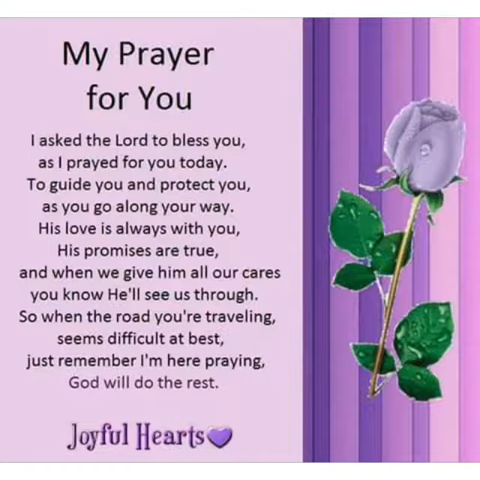 My Prayer
for You
I asked the Lord to bless you,
as I prayed for you today.
To guide you and protect you,
as you go along your way.
His love is always with you,
His promises are true,
and when we give him all our cares
you know He'll see us through.
So when the road you're traveling,
seems difficult at best,
just remember I'm here praying,
God will do the rest.
Joyful Hearts